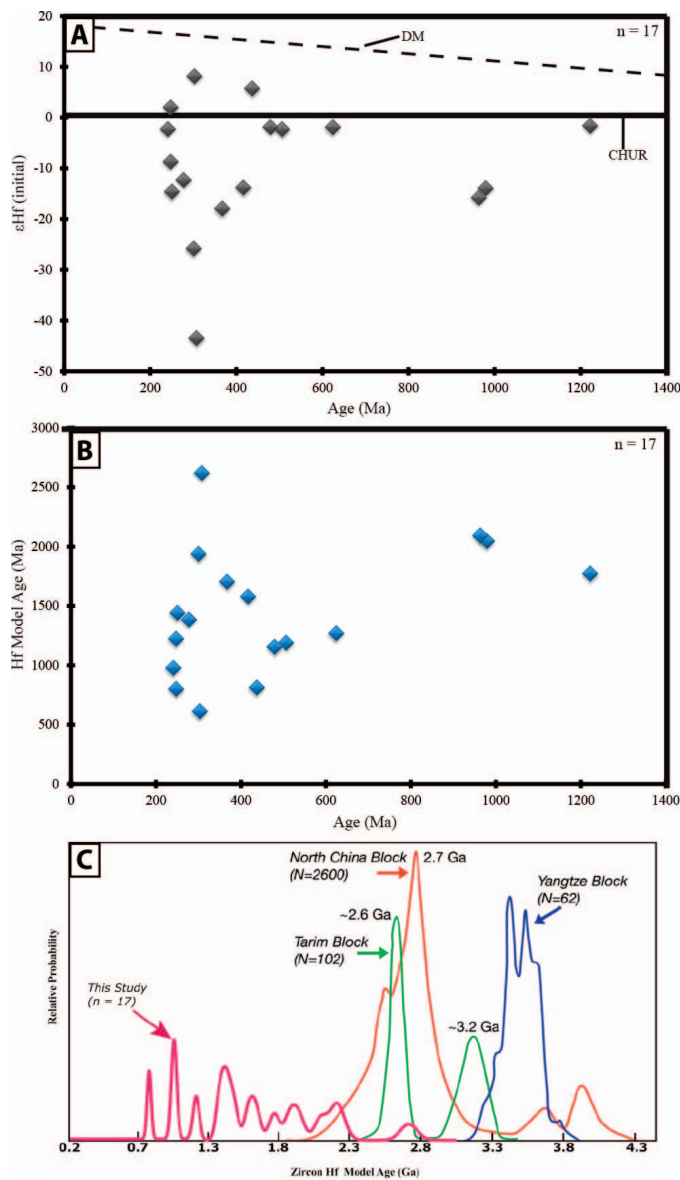 A
n = 17
DM
CHUR
20
10
0
-10
-20
-30
-40
-50
εHf (initial)
0
200
400
600
800
1000
1200
1400
Age (Ma)
B
n = 17
3000
2500
2000
1500
1000
500
0
Hf Model Age (Ma)
0
200
400
600
800
1000
1200
1400
Age (Ma)
C
North China Block
(N=2600)
2.7 Ga
Yangtze Block
(N=62)
~2.6 Ga
Tarim Block
(N=102)
~3.2 Ga
This Study
(n = 17)
Relative Probability
0.2
0.7
1.3
1.8
2.3
2.8
3.3
3.8
4.3
Zircon Hf Model Age (Ga)